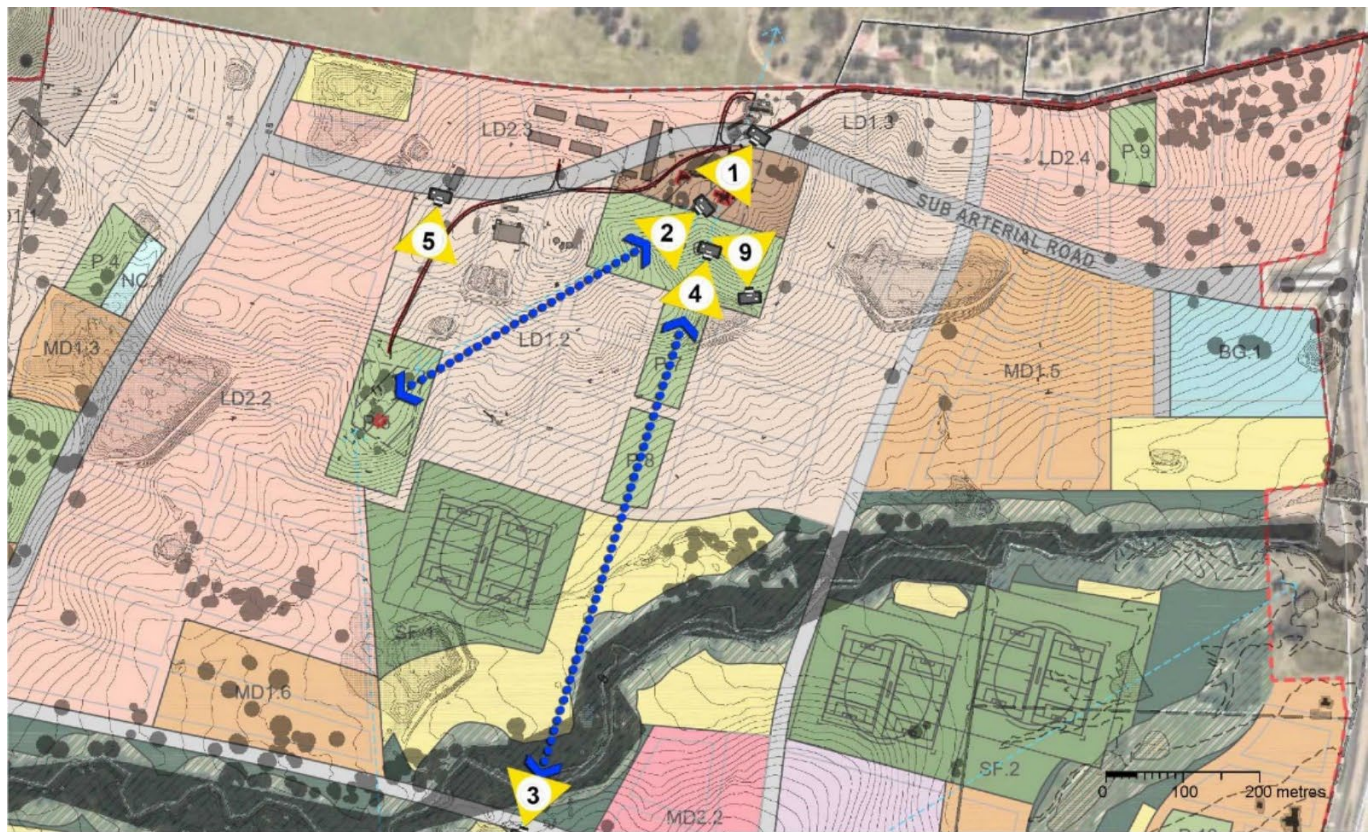 LD2.3
LD1.3
LD2.4
P.9
1
SUB ARTERIAL ROAD
2
9
5
4
P.4
NC.1
MD1.3
LD1.2
LD2.2
MD1.5
BG.1
P.8
SF.1
MD1.6
SF.2
0 100 200 metres
3
MD2.2